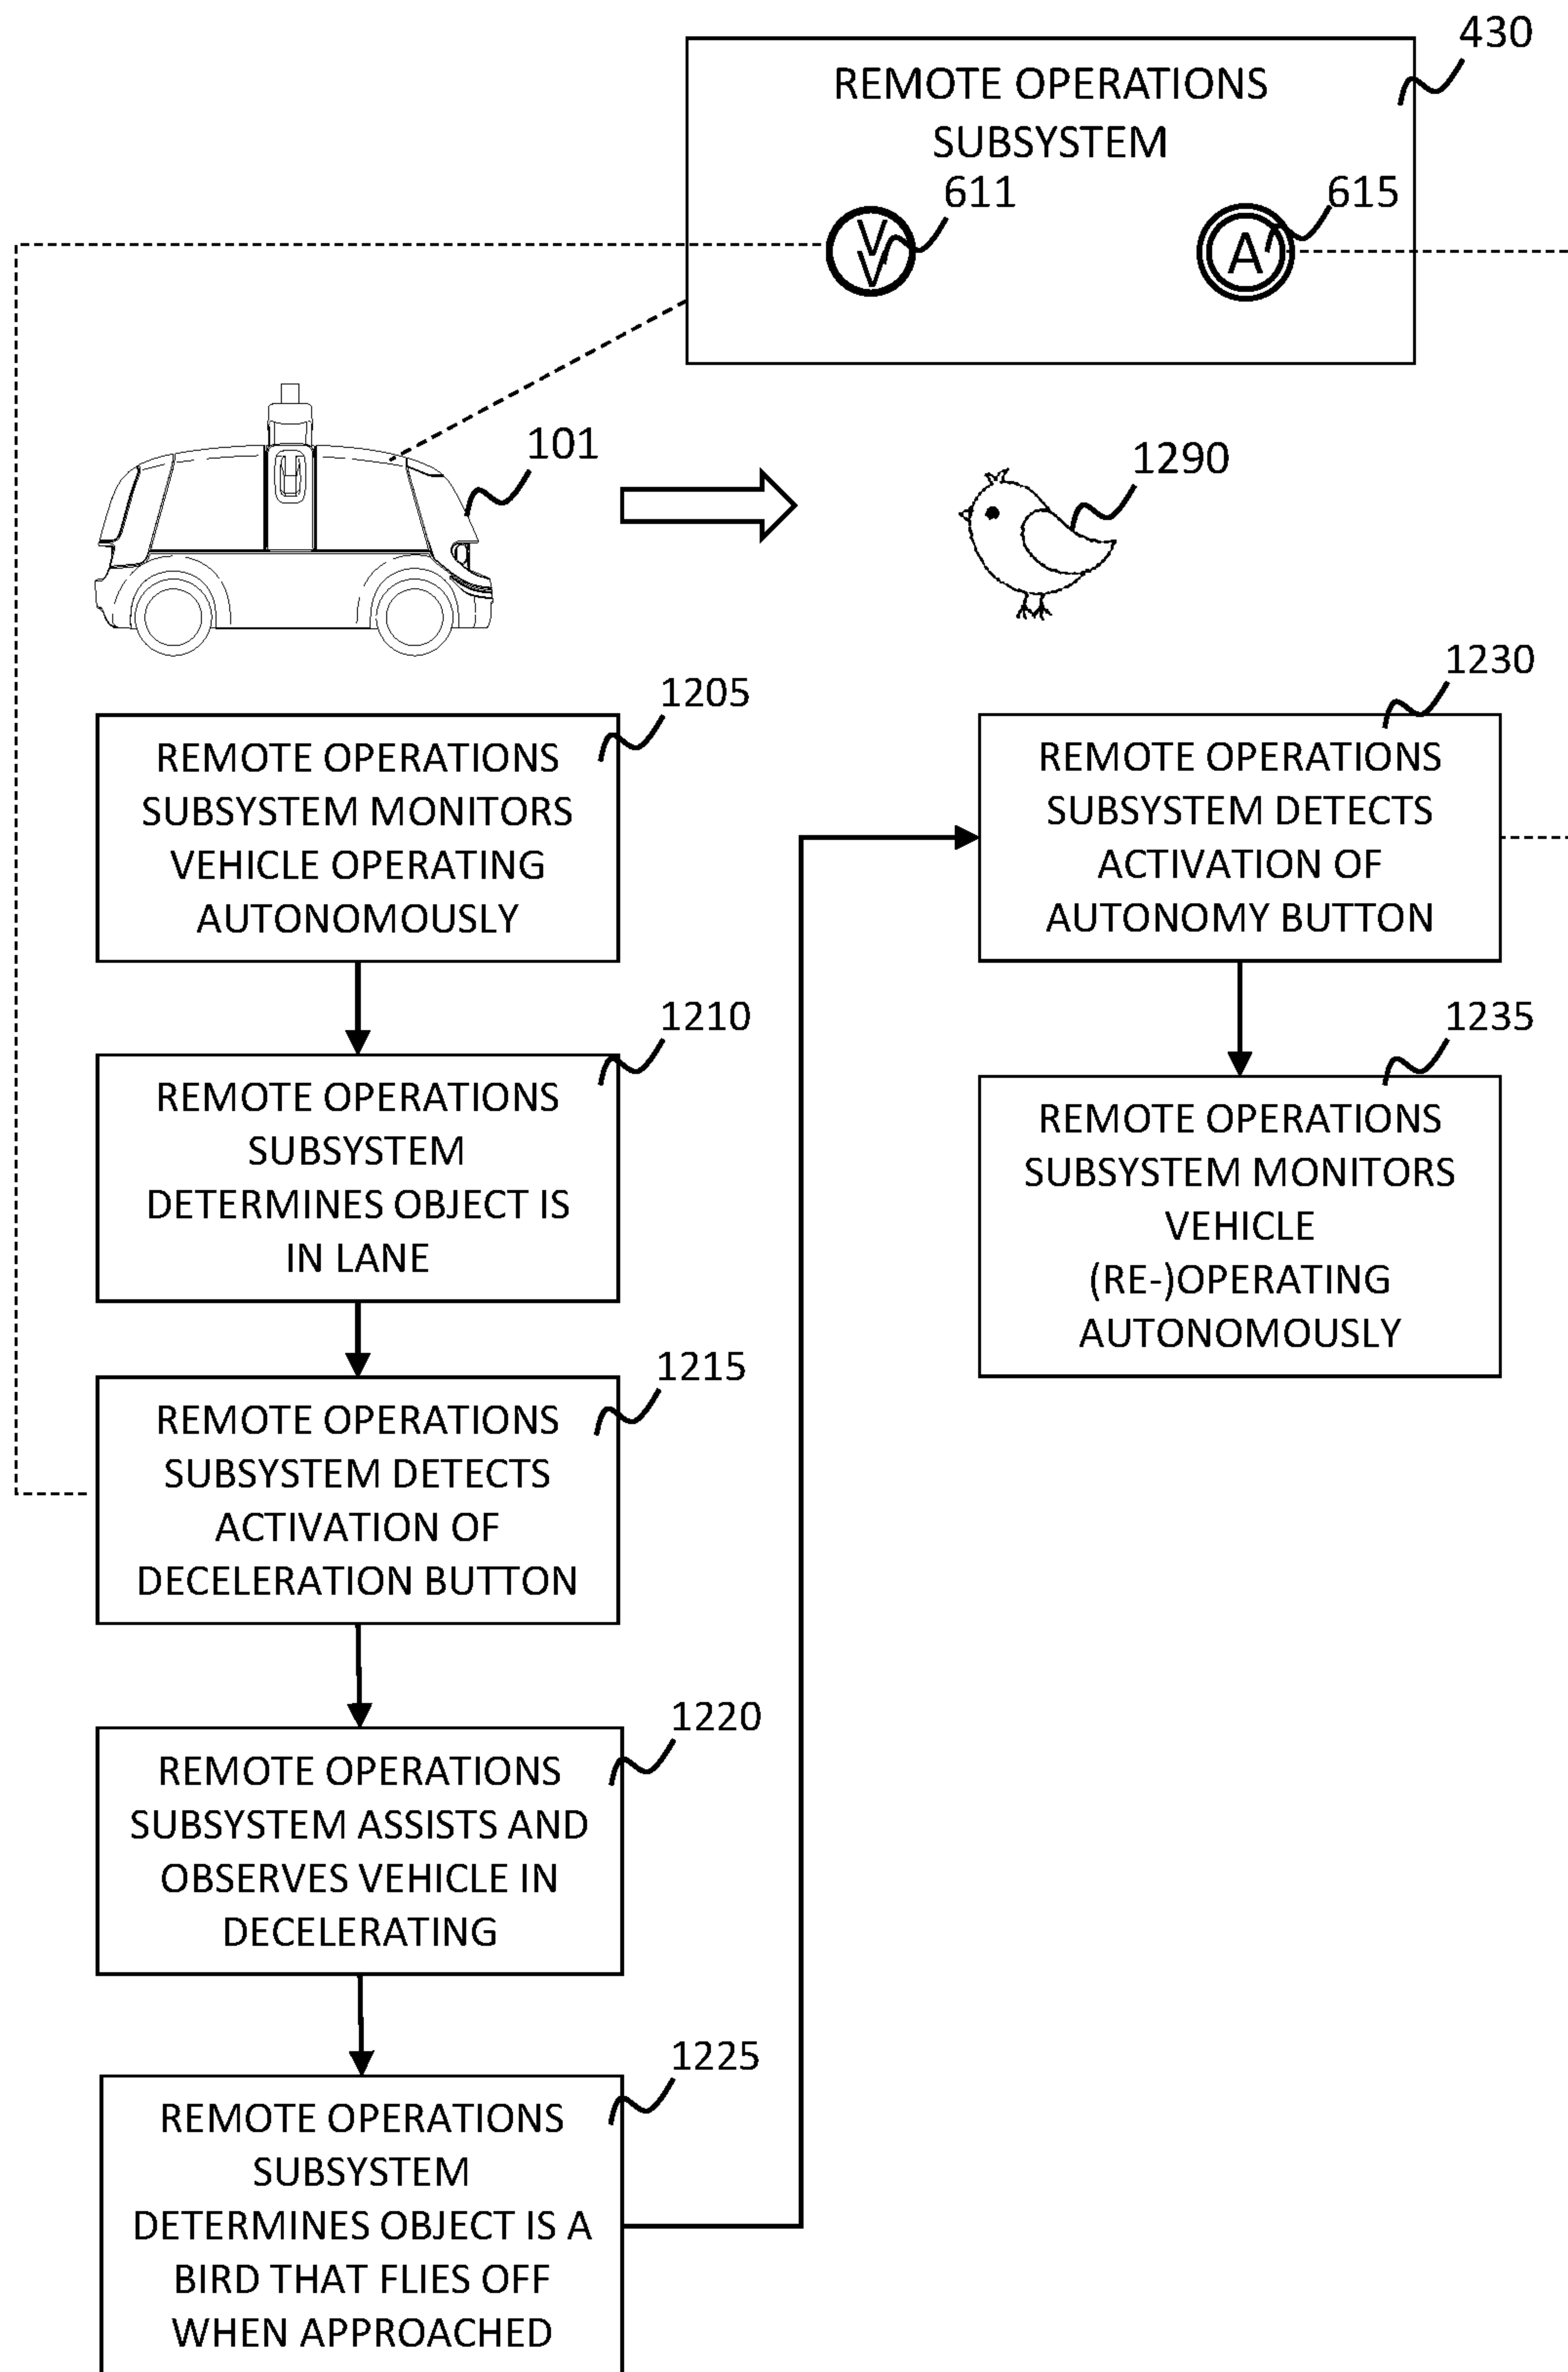 430
REMOTE OPERATIONS
SUBSYSTEM
611
615
V
V
A
101
1290
1205
REMOTE OPERATIONS
SUBSYSTEM MONITORS
VEHICLE OPERATING
AUTONOMOUSLY
1210
REMOTE OPERATIONS
SUBSYSTEM
DETERMINES OBJECT IS
IN LANE
1215
REMOTE OPERATIONS
SUBSYSTEM DETECTS
ACTIVATION OF
DECELERATION BUTTON
1220
REMOTE OPERATIONS
SUBSYSTEM ASSISTS AND
OBSERVES VEHICLE IN
DECELERATING
1225
REMOTE OPERATIONS
SUBSYSTEM
DETERMINES OBJECT IS A
BIRD THAT FLIES OFF
WHEN APPROACHED
1230
REMOTE OPERATIONS
SUBSYSTEM DETECTS
ACTIVATION OF
AUTONOMY BUTTON
1235
REMOTE OPERATIONS
SUBSYSTEM MONITORS
VEHICLE
(RE-)OPERATING
AUTONOMOUSLY